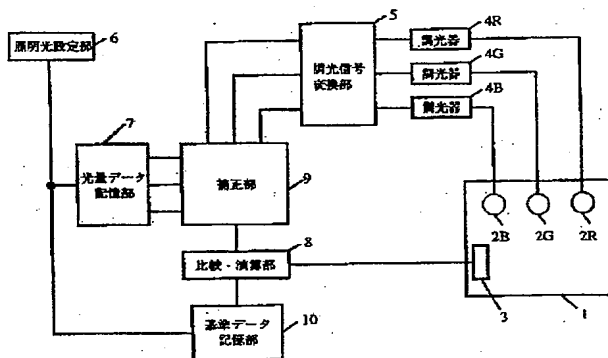 照明光設定部
6
5
調光信号
変換部
4R
調光器
4G
調光器
4B
調光器
7
光量データ
記憶部
補正部
9
2B
2G
2R
8
比較・演算部
3
1
基準データ
記憶部
10